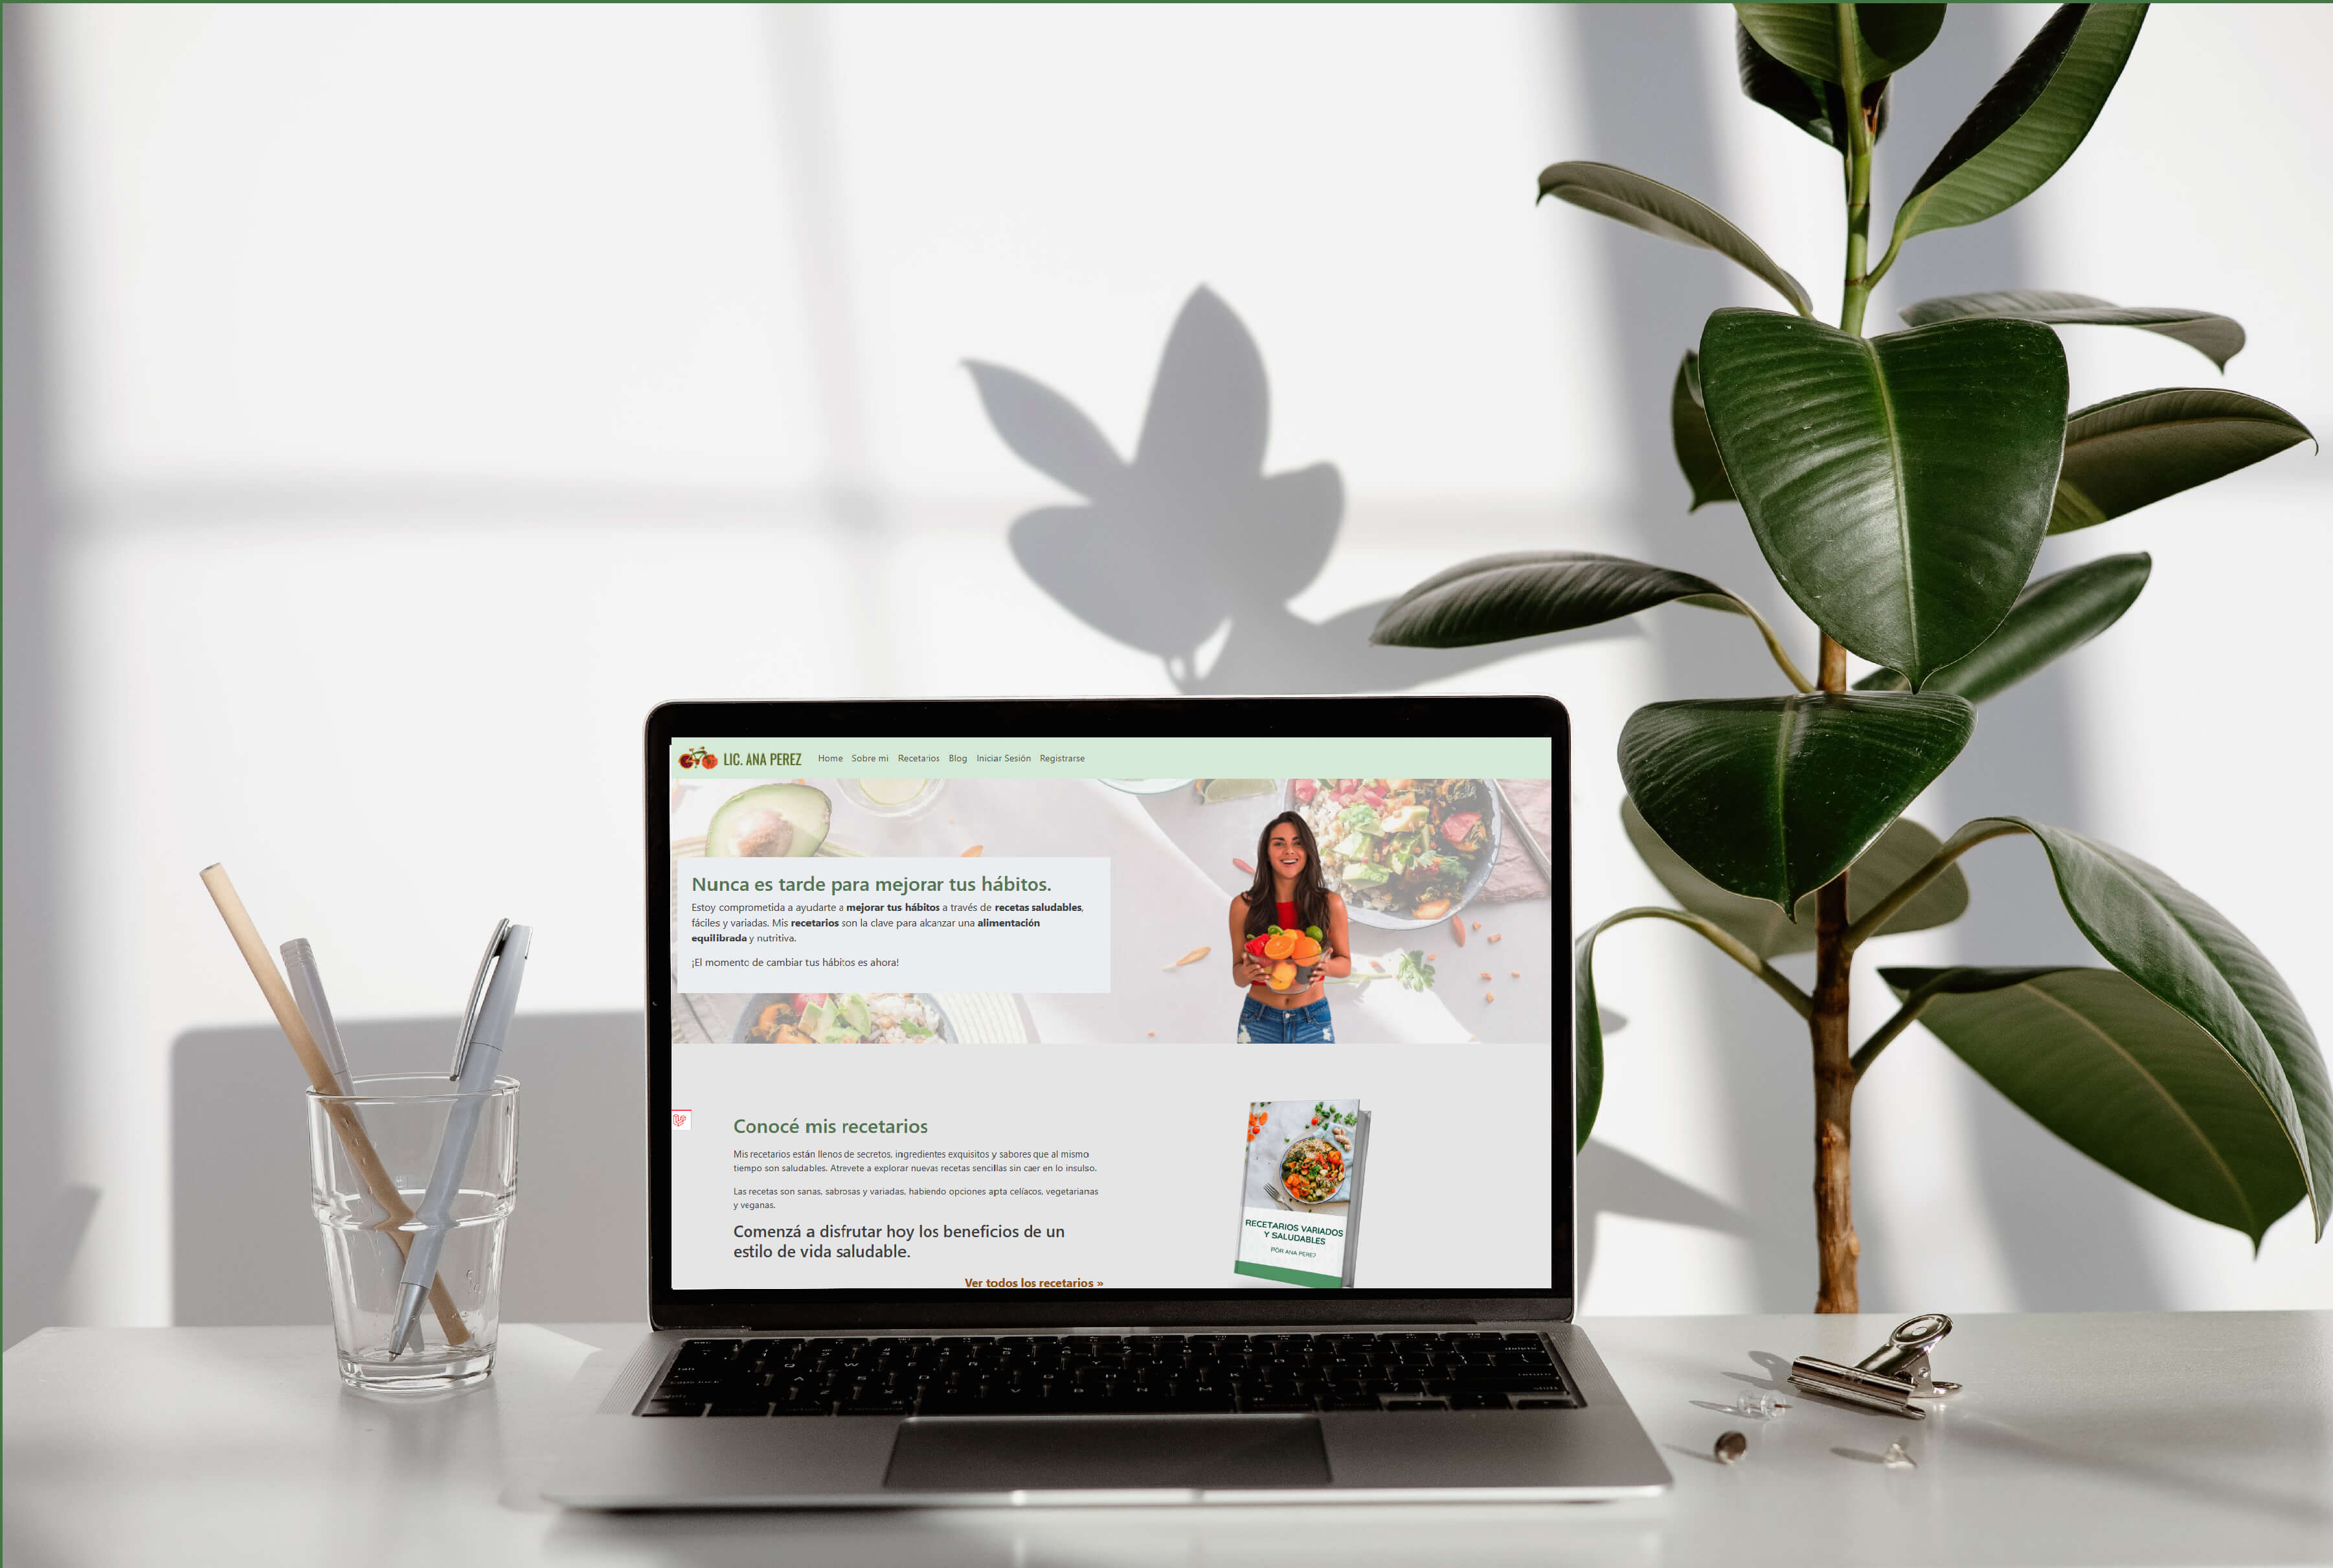 LIC. ANA PEREZ
Home Sobre mi Recetarios Blog Iniciar Sesión Registrarse
Nunca es tarde para mejorar tus hábitos.
Estoy comprometida a ayudarte a mejorar tus hábitos a través de recetas saludables,
fáciles y variadas. Mis recetarios son la clave para alcanzar una alimentación
equilibrada y nutritiva.
¡El momento de cambiar tus hábitos es ahora!
Conocé mis recetarios
Mis recetarios están llenos de secretos, ingredientes exquisitos y sabores que al mismo
tiempo son saludables. Atrevete a explorar nuevas recetas sencillas sin caer en lo insulso.
Las recetas son sanas, sabrosas y variadas, habiendo opciones apta celíacos, vegetarianas
y veganas.
Comenzá a disfrutar hoy los beneficios de un
estilo de vida saludable.
Ver todos los recetarios »
RECETARIOS VARIADOS
Y SALUDABLES
POR ANA PEREZ